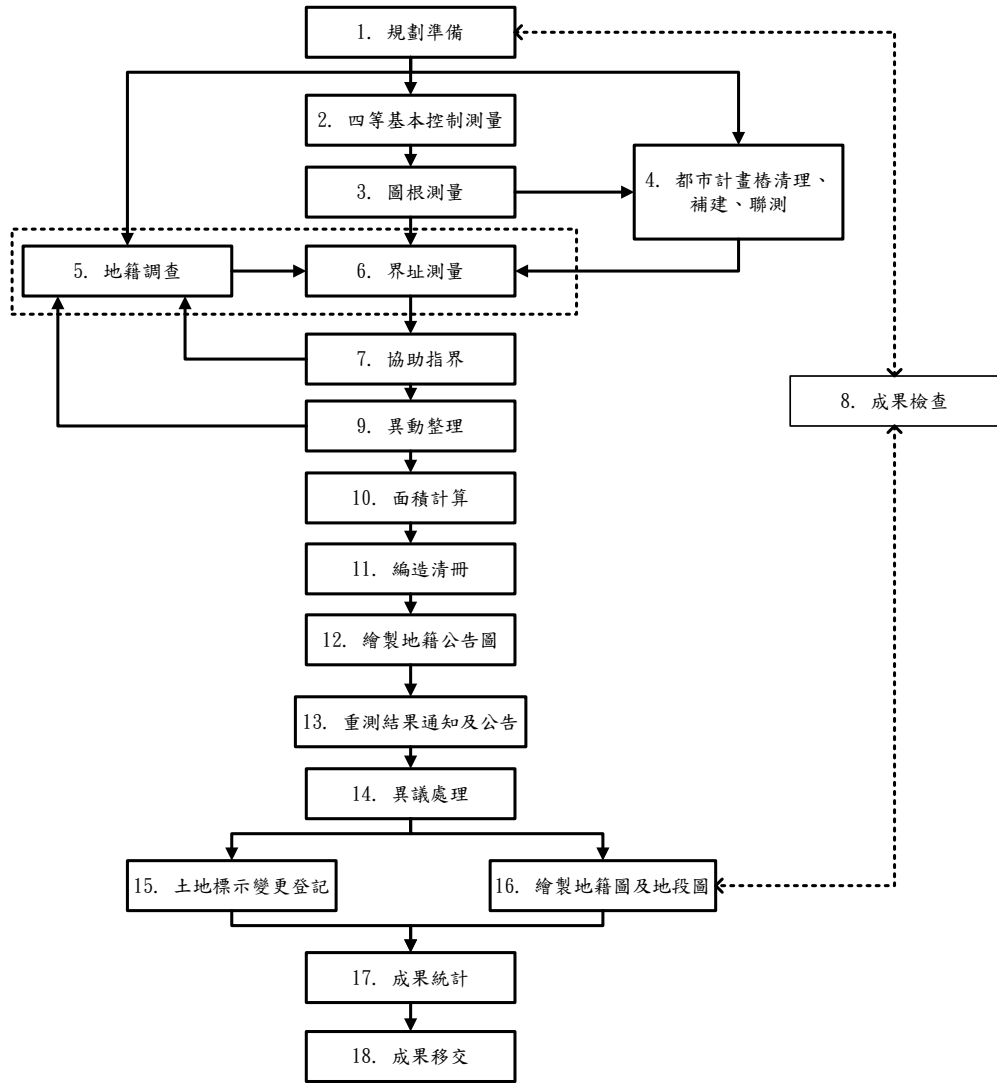 1. 規劃準備
2. 四等基本控制測量
3. 圖根測量
4. 都市計畫樁清理、
補建、聯測
5. 地籍調查
6. 界址測量
7. 協助指界
8. 成果檢查
9. 異動整理
10. 面積計算
11. 編造清冊
12. 繪製地籍公告圖
13. 重測結果通知及公告
14. 異議處理
15. 土地標示變更登記
16. 繪製地籍圖及地段圖
17. 成果統計
18. 成果移交